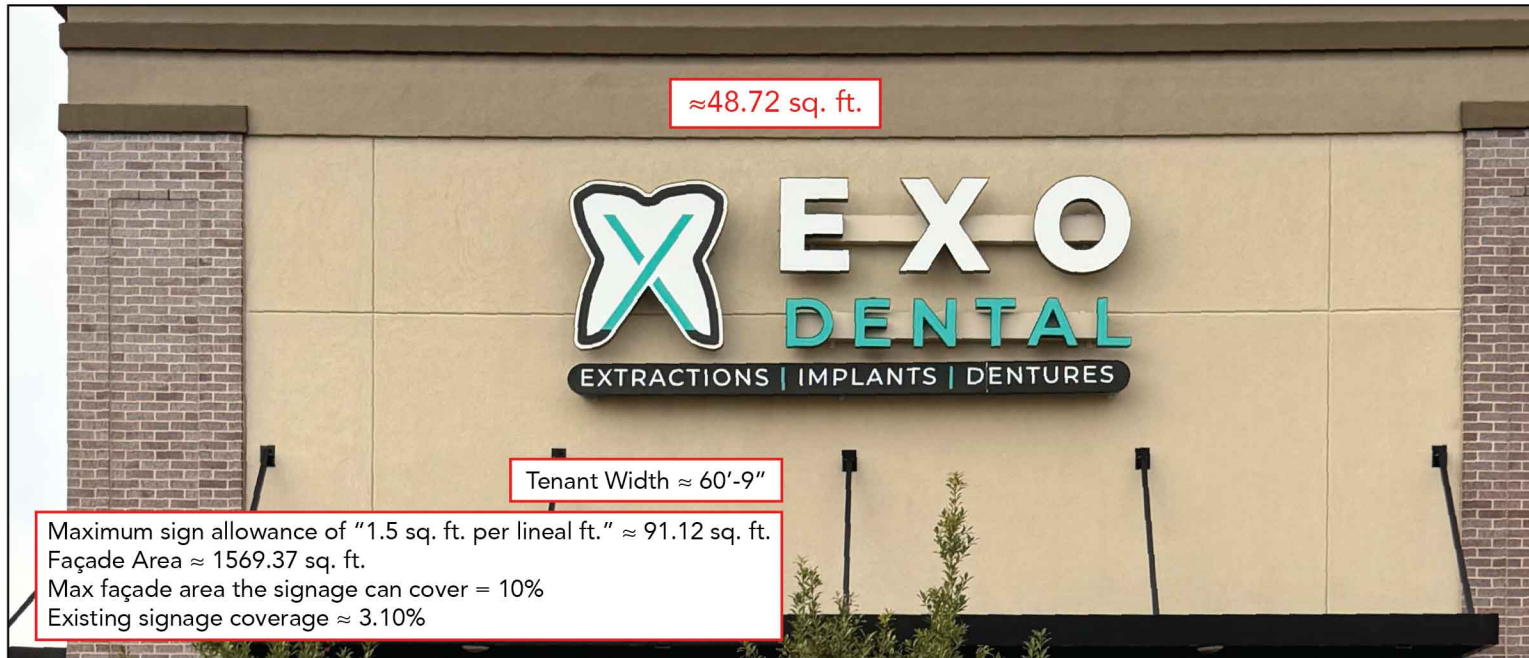 ≈48.72 sq. ft.
EXO
DENTAL
EXTRACTIONS | IMPLANTS | DENTURES
Tenant Width ≈ 60’-9”
Maximum sign allowance of “1.5 sq. ft. per lineal ft.” ≈ 91.12 sq. ft.
Façade Area ≈ 1569.37 sq. ft.
Max façade area the signage can cover = 10%
Existing signage coverage ≈ 3.10%